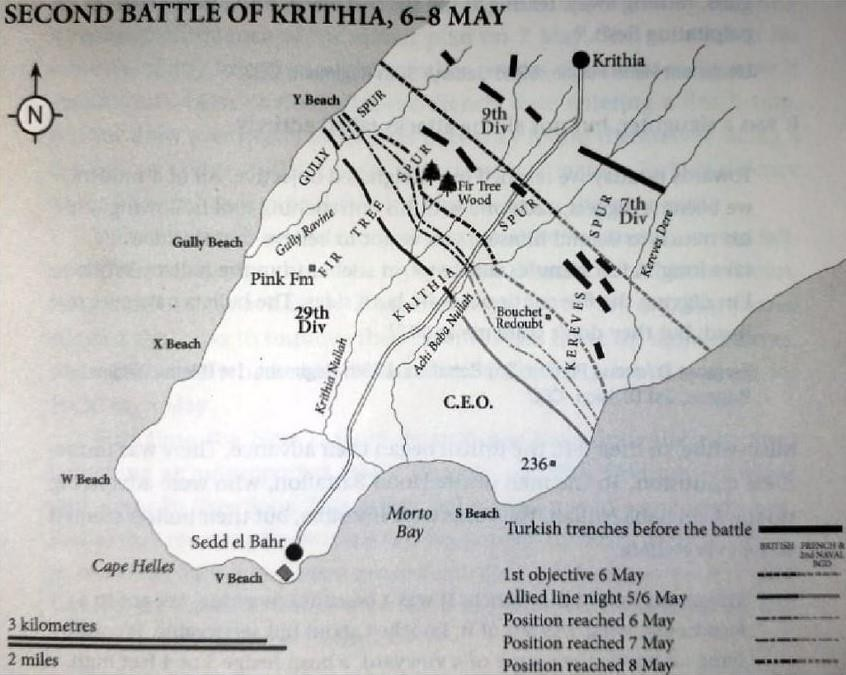 SECOND BATTLE OF KRITHIA, 6–8 MAY
N
Krithia
Y Beach
SPUR
9th
Div
GULLY
SPUR
Fir Tree
Wood
SPUR
SPUR
7th
Div
Kereves Dere
Gully Ravine
FIR TREE
Gully Beach
Pink Fm
29th
Div
KRITHIA
Achi Baba Nallah
Bouchet
Redoubt
KEREVES
X Beach
Krithia Nallah
C.E.O.
236
W Beach
Morto
Bay
S Beach
Sedd el Bahr
Cape Helles
V Beach
Turkish trenches before the battle
BRITISH
FRENCH &
2nd NAVAL
BGD
1st objective 6 May
Allied line night 5/6 May
Position reached 6 May
Position reached 7 May
Position reached 8 May
3 kilometres
2 miles